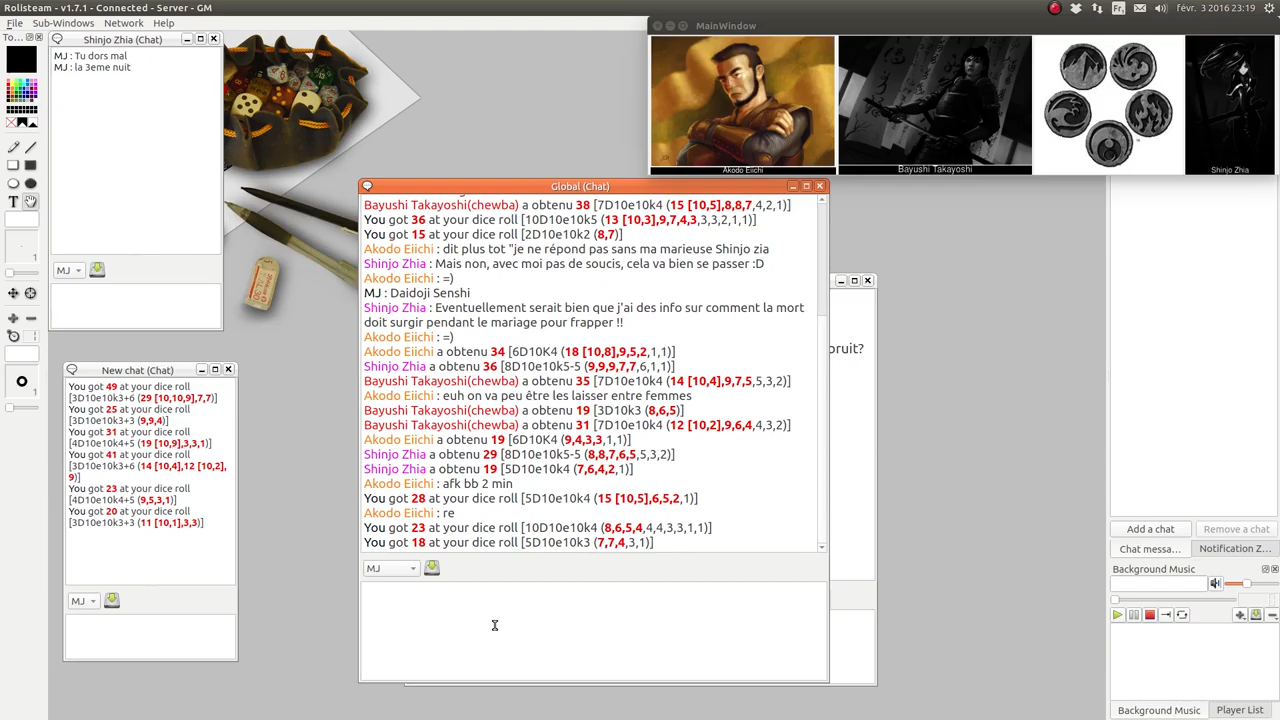 Rolisteam - v1.7.1 - Connected - Server - GM
Fr
févr. 3 2016 23:19
File Sub-Windows Network Help
MainWindow
To...
Shinjo Zhia (Chat)
MJ : Tu dors mal
MJ : la 3eme nuit
MJ
T
1
1
1
Akodo Eiichi
Bayushi Takayoshi
Shinjo Zhia
Global (Chat)
Bayushi Takayoshi(chewba) a obtenu 38 [7D10e10k4 (15 [10,5],8,8,7,4,2,1)]
You got 36 at your dice roll [10D10e10k5 (13 [10,3],9,7,4,3,3,3,2,1,1)]
You got 15 at your dice roll [2D10e10k2 (8,7)]
Akodo Eiichi : dit plus tot "je ne répond pas sans ma marieuse Shinjo zia
Shinjo Zhia : Mais non, avec moi pas de soucis, cela va bien se passer :D
Akodo Eiichi : =)
MJ : Daidoji Senshi
Shinjo Zhia : Eventuellement serait bien que j'ai des info sur comment la mort
doit surgir pendant le mariage pour frapper !!
Akodo Eiichi : =)
Akodo Eiichi a obtenu 34 [6D10K4 (18 [10,8],9,5,2,1,1)]
Shinjo Zhia a obtenu 36 [8D10e10k5-5 (9,9,9,7,7,6,1,1)]
Bayushi Takayoshi(chewba) a obtenu 35 [7D10e10k4 (14 [10,4],9,7,5,5,3,2)]
Akodo Eiichi : euh on va peu être les laisser entre femmes
Bayushi Takayoshi(chewba) a obtenu 19 [3D10k3 (8,6,5)]
Bayushi Takayoshi(chewba) a obtenu 31 [7D10e10k4 (12 [10,2],9,6,4,4,3,2)]
Akodo Eiichi a obtenu 19 [6D10K4 (9,4,3,3,1,1)]
Shinjo Zhia a obtenu 29 [8D10e10k5-5 (8,8,7,6,5,5,3,2)]
Shinjo Zhia a obtenu 19 [5D10e10k4 (7,6,4,2,1)]
Akodo Eiichi : afk bb 2 min
You got 28 at your dice roll [5D10e10k4 (15 [10,5],6,5,2,1)]
Akodo Eiichi : re
You got 23 at your dice roll [10D10e10k4 (8,6,5,4,4,4,3,3,1,1)]
You got 18 at your dice roll [5D10e10k3 (7,7,4,3,1)]
MJ
bruit?
New chat (Chat)
You got 49 at your dice roll
[3D10e10k3+6 (29 [10,10,9],7,7)]
You got 25 at your dice roll
[3D10e10k3+3 (9,9,4)]
You got 31 at your dice roll
[4D10e10k4+5 (19 [10,9],3,3,1)]
You got 41 at your dice roll
[3D10e10k3+6 (14 [10,4],12 [10,2],
9)]
You got 23 at your dice roll
[4D10e10k4+5 (9,5,3,1)]
You got 20 at your dice roll
[3D10e10k3+3 (11 [10,1],3,3)]
MJ
Add a chat Remove a chat
Chat messa... Notification Z...
Background Music
Background Music Player List